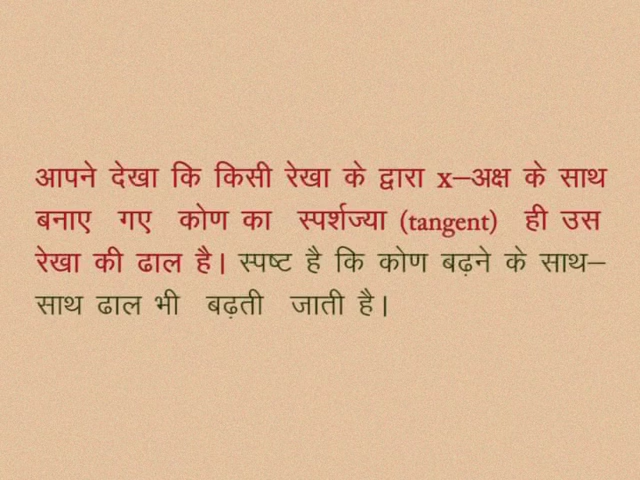 आपने देखा कि किसी रेखा के द्वारा x–अक्ष के साथ
बनाए गए कोण का स्पर्शज्या (tangent) ही उस
रेखा की ढाल है। स्पष्ट है कि कोण बढ़ने के साथ–
साथ ढाल भी बढ़ती जाती है।